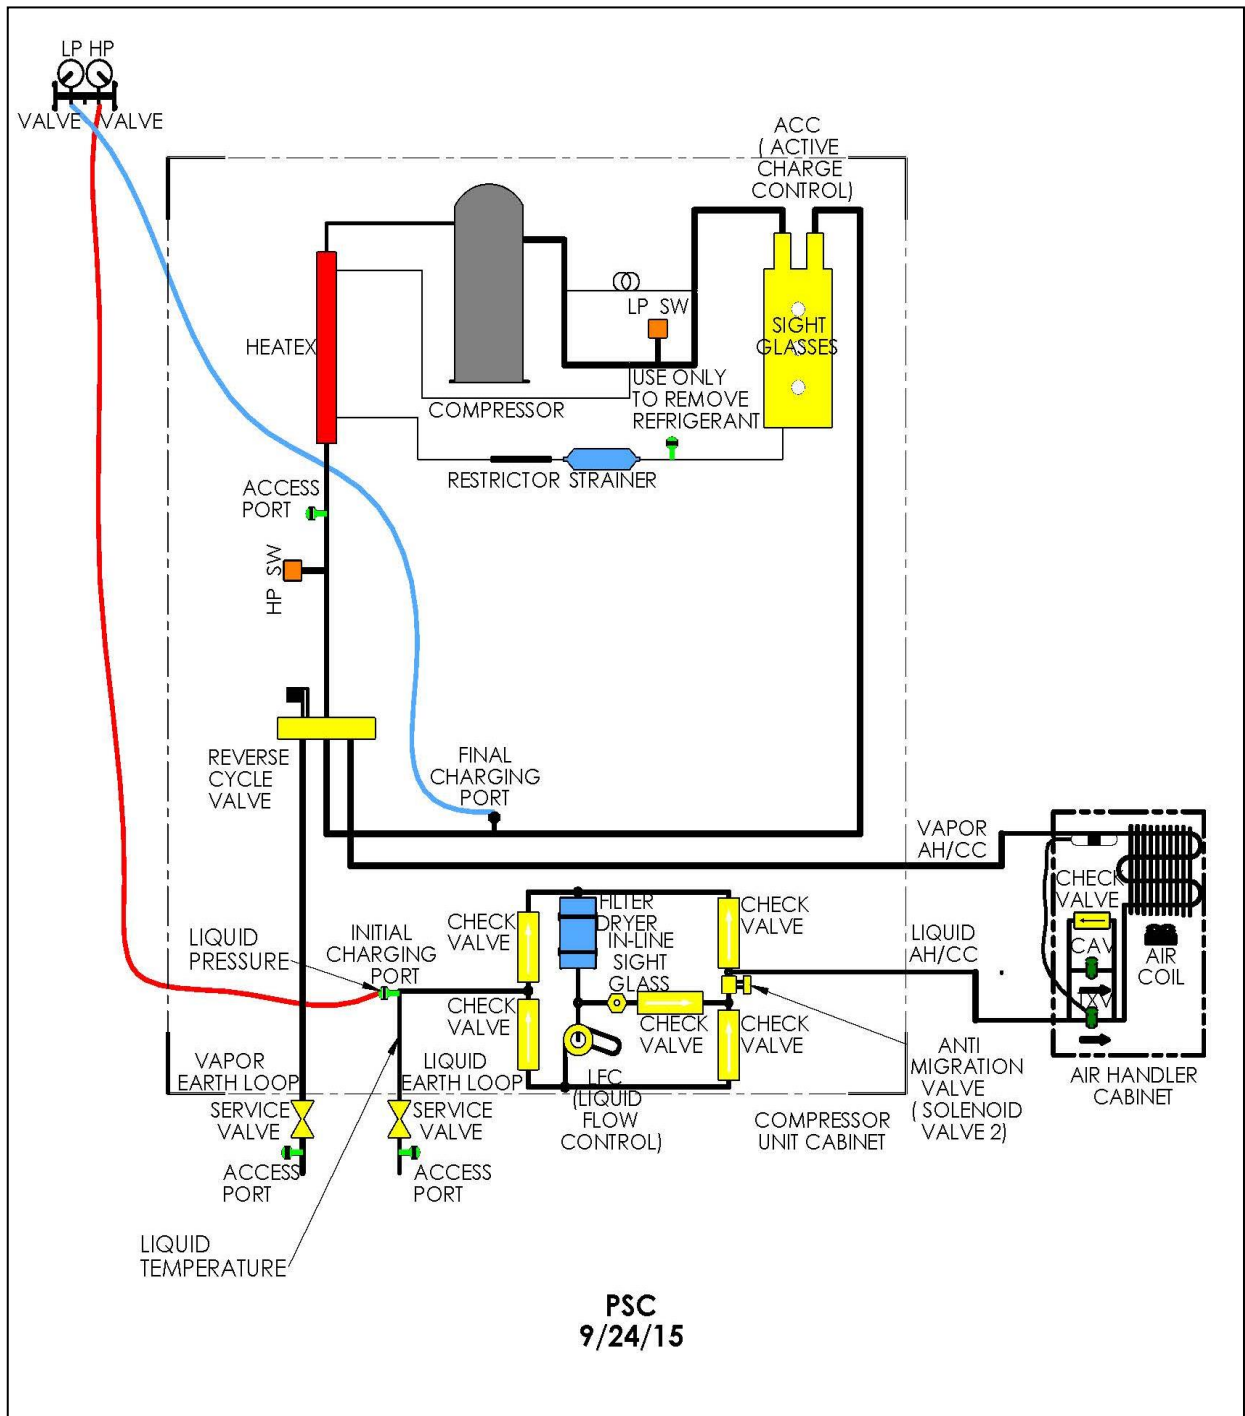 LP HP
VALVE VALVE
ACC
( ACTIVE
CHARGE
CONTROL)
LP SW
SIGHT
GLASSES
HEATEX
USE ONLY
TO REMOVE
REFRIGERANT
COMPRESSOR
RESTRICTOR STRAINER
ACCESS
PORT
HP SW
REVERSE
CYCLE
VALVE
FINAL
CHARGING
PORT
VAPOR
AH/CC
CHECK
VALVE
CAV
TXV
AIR
COIL
AIR HANDLER
CABINET
LIQUID
AH/CC
FILTER
DRYER
IN-LINE
SIGHT
GLASS
CHECK
VALVE
CHECK
VALVE
CHECK
VALVE
CHECK
VALVE
CHECK
VALVE
INITIAL
CHARGING
PORT
LIQUID
PRESSURE
VAPOR
EARTH LOOP
LIQUID
EARTH LOOP
LFC
(LIQUID
FLOW
CONTROL)
COMPRESSOR
UNIT CABINET
ANTI
MIGRATION
VALVE
( SOLENOID
VALVE 2)
SERVICE
VALVE
SERVICE
VALVE
ACCESS
PORT
ACCESS
PORT
LIQUID
TEMPERATURE
PSC
9/24/15